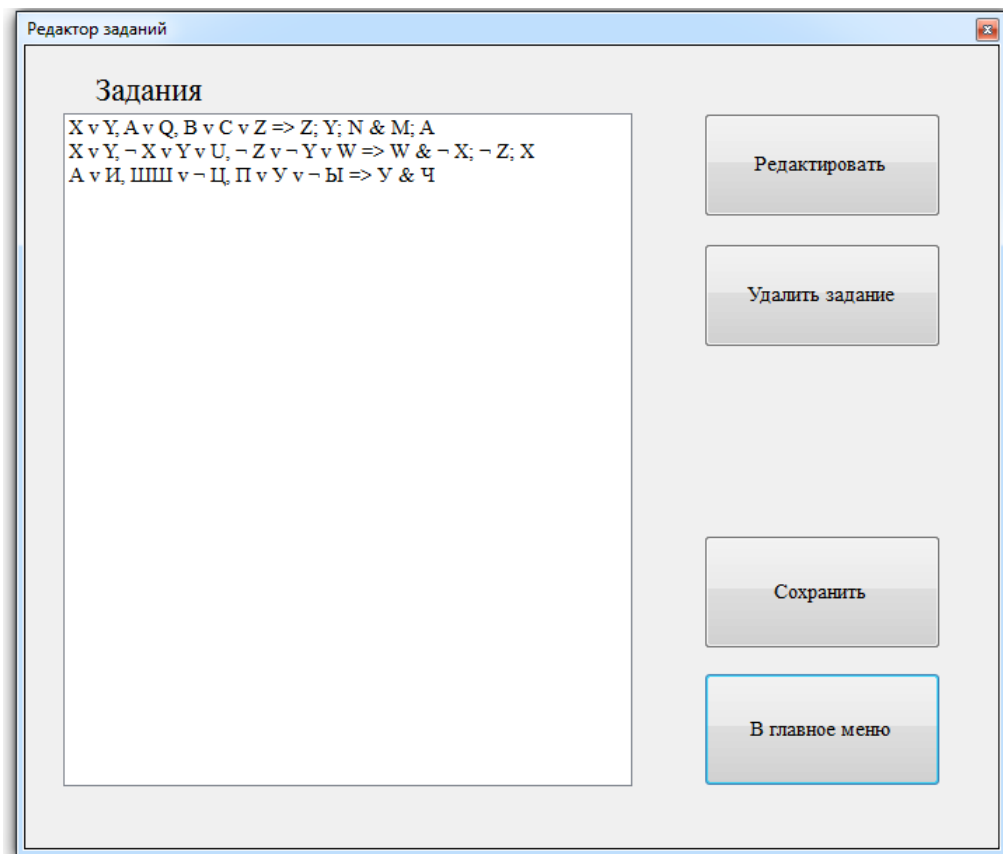 Редактор заданий
Задания
X v Y, A v Q, B v C v Z => Z; Y; N & M; A
X v Y, ¬ X v Y v U, ¬ Z v ¬ Y v W => W & ¬ X; ¬ Z; X
А v И, ШШ v ¬ Ц, П v У v ¬ Ы => У & Ч
Редактировать
Удалить задание
Сохранить
В главное меню